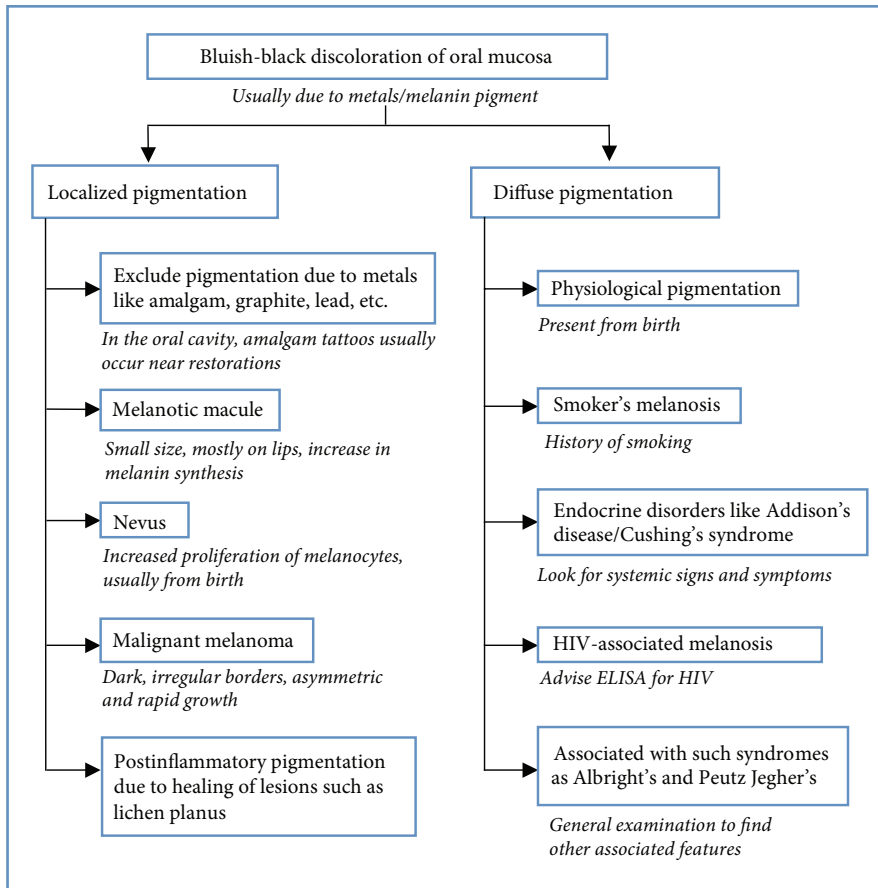 Bluish-black discoloration of oral mucosa
Usually due to metals/melanin pigment
Localized pigmentation
Exclude pigmentation due to metals
like amalgam, graphite, lead, etc.
In the oral cavity, amalgam tattoos usually
occur near restorations
Melanotic macule
Small size, mostly on lips, increase in
melanin synthesis
Nevus
Increased proliferation of melanocytes,
usually from birth
Malignant melanoma
Dark, irregular borders, asymmetric
and rapid growth
Postinflammatory pigmentation
due to healing of lesions such as
lichen planus
Diffuse pigmentation
Physiological pigmentation
Present from birth
Smoker's melanosis
History of smoking
Endocrine disorders like Addison's
disease/Cushing's syndrome
Look for systemic signs and symptoms
HIV-associated melanosis
Advise ELISA for HIV
Associated with such syndromes
as Albright's and Peutz Jegher's
General examination to find
other associated features